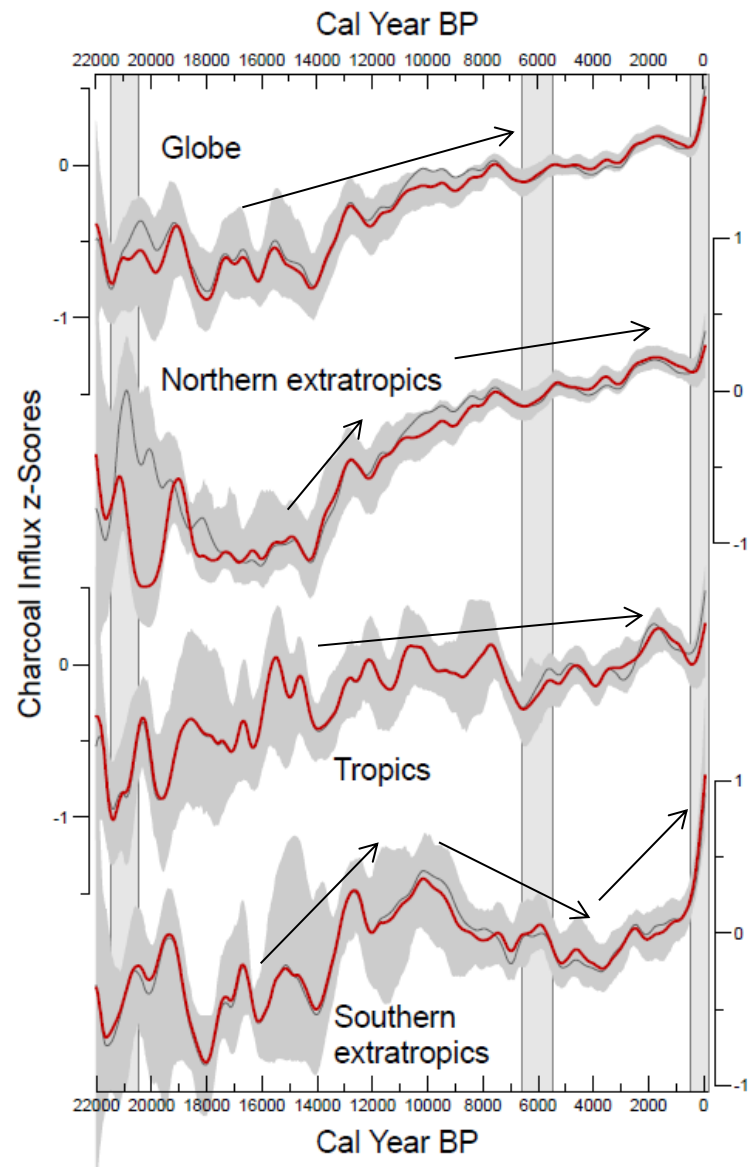 Cal Year BP
22000 20000 18000 16000 14000 12000 10000 8000 6000 4000 2000 0
Globe
0
1
-1
Northern extratropics
0
Charcoal Influx z-Scores
-1
0
Tropics
1
-1
0
Southern
extratropics
-1
22000 20000 18000 16000 14000 12000 10000 8000 6000 4000 2000 0
Cal Year BP